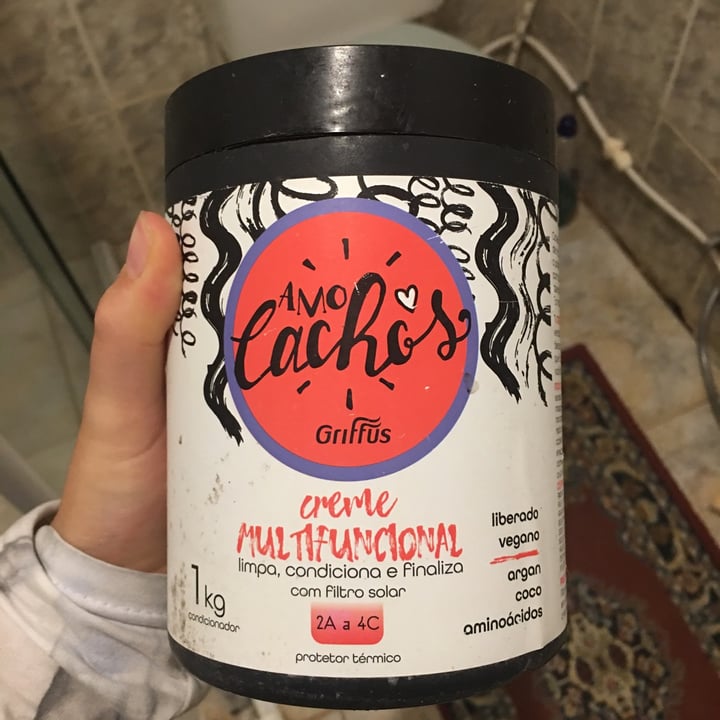 AMO
Cachos
Griffus
creme
MULTIFUNCIONAL
limpa, condiciona e finaliza
com filtro solar
2A a 4C
protetor térmico
1kg
condicionador
liberado
vegano
argan
coco
aminoácidos